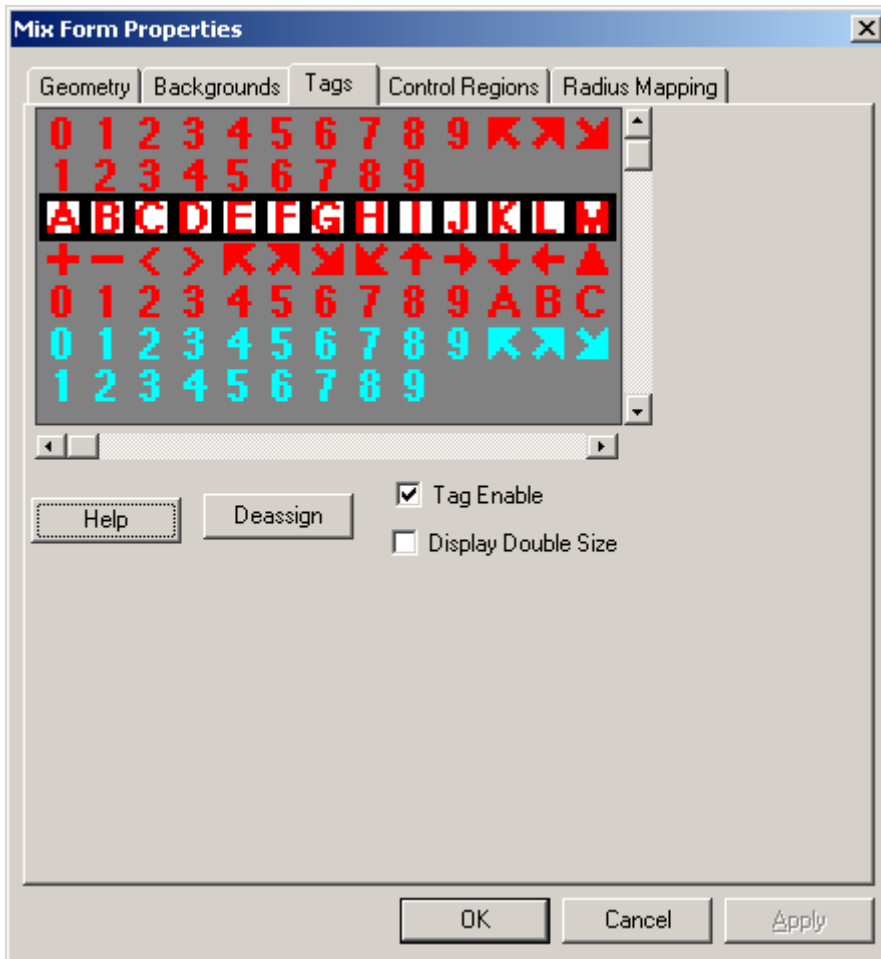 Mix Form Properties
Geometry Backgrounds Tags Control Regions Radius Mapping
0 1 2 3 4 5 6 7 8 9
1 2 3 4 5 6 7 8 9
A B C D E F G H I J K L M
+ − < > ↖ ↗ ↘ ↙ ↑ → ↓ ← ▲
0 1 2 3 4 5 6 7 8 9 A B C
0 1 2 3 4 5 6 7 8 9
1 2 3 4 5 6 7 8 9
Help Deassign Tag Enable
Display Double Size
OK Cancel Apply